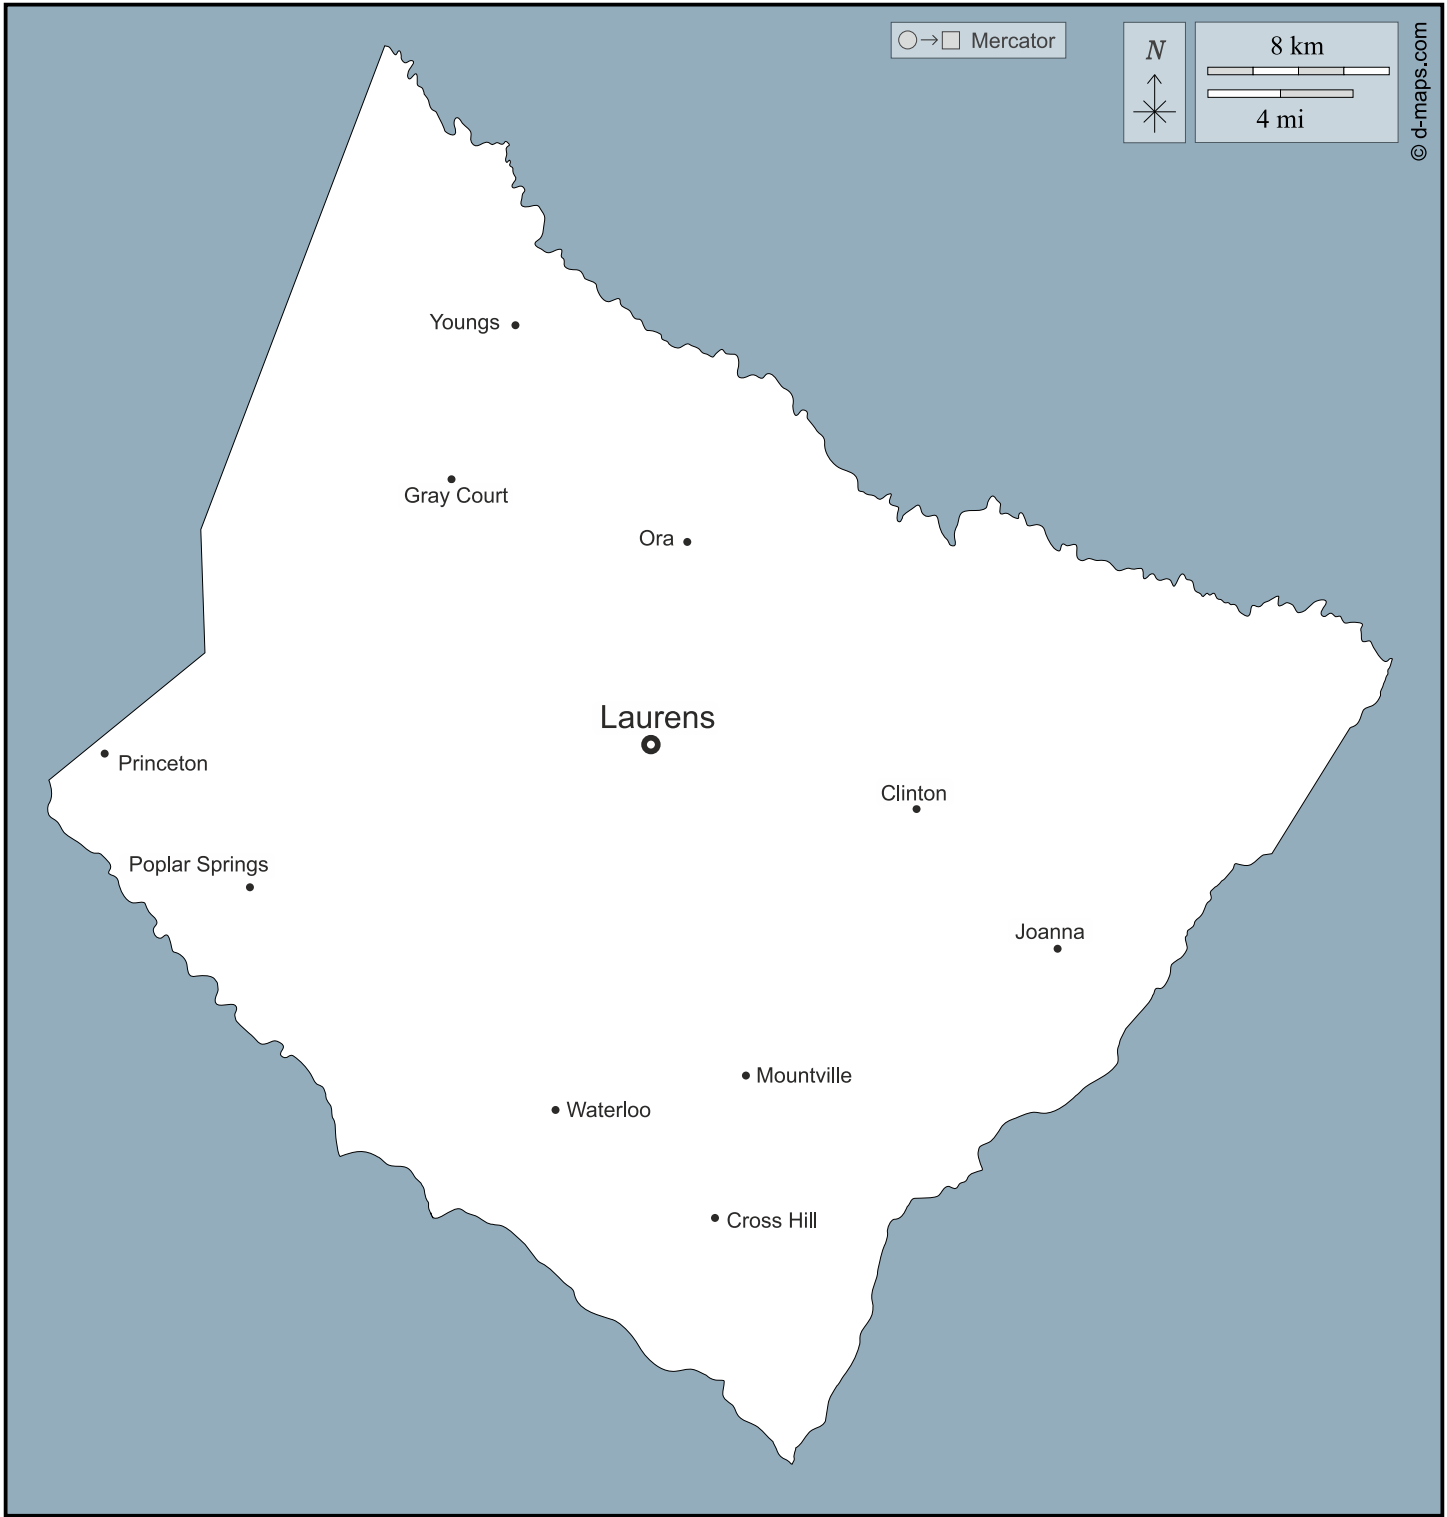 Mercator
N
8 km
4 mi
© d-maps.com
Youngs
Gray Court
Ora
Laurens
Princeton
Clinton
Poplar Springs
Joanna
Mountville
Waterloo
Cross Hill